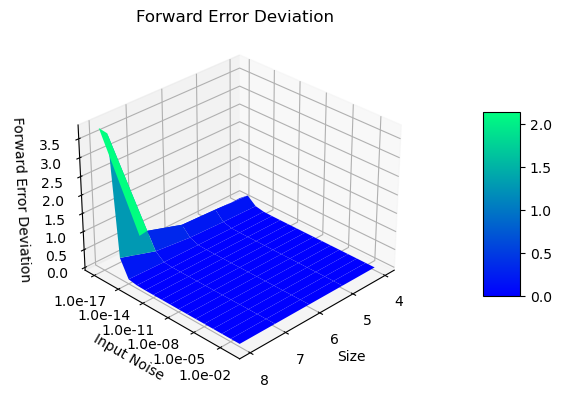 Forward Error Deviation
Forward Error Deviation
3.5
3.0
2.5
2.0
1.5
1.0
0.5
0.0
1.0e-17
1.0e-14
1.0e-11
1.0e-08
1.0e-05
1.0e-02
Input Noise
8
7
6
5
4
Size
2.0
1.5
1.0
0.5
0.0